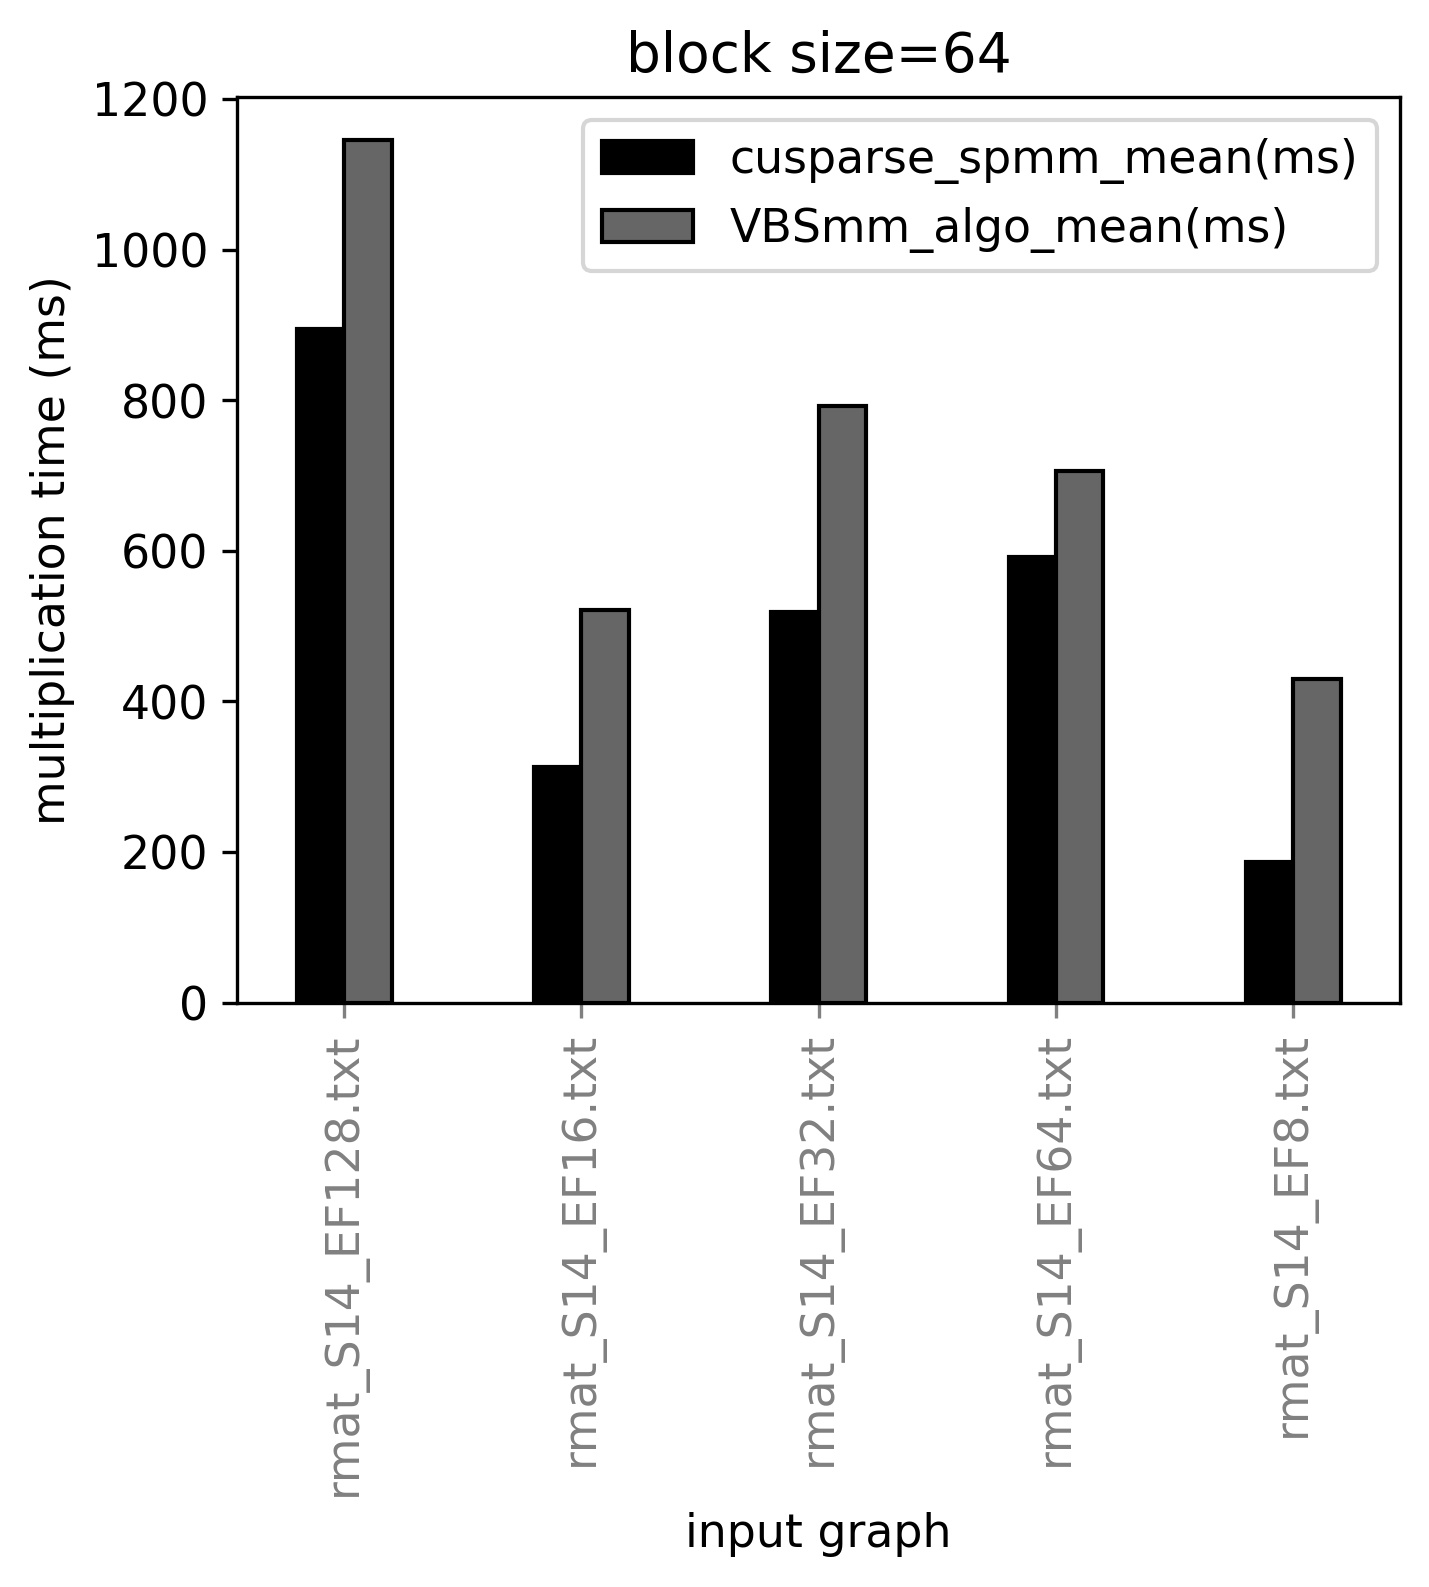 block size=64
cusparse_spmm_mean(ms)
VBSmm_algo_mean(ms)
multiplication time (ms)
1200
1000
800
600
400
200
0
rmat_S14_EF128.txt
rmat_S14_EF16.txt
rmat_S14_EF32.txt
rmat_S14_EF64.txt
rmat_S14_EF8.txt
input graph